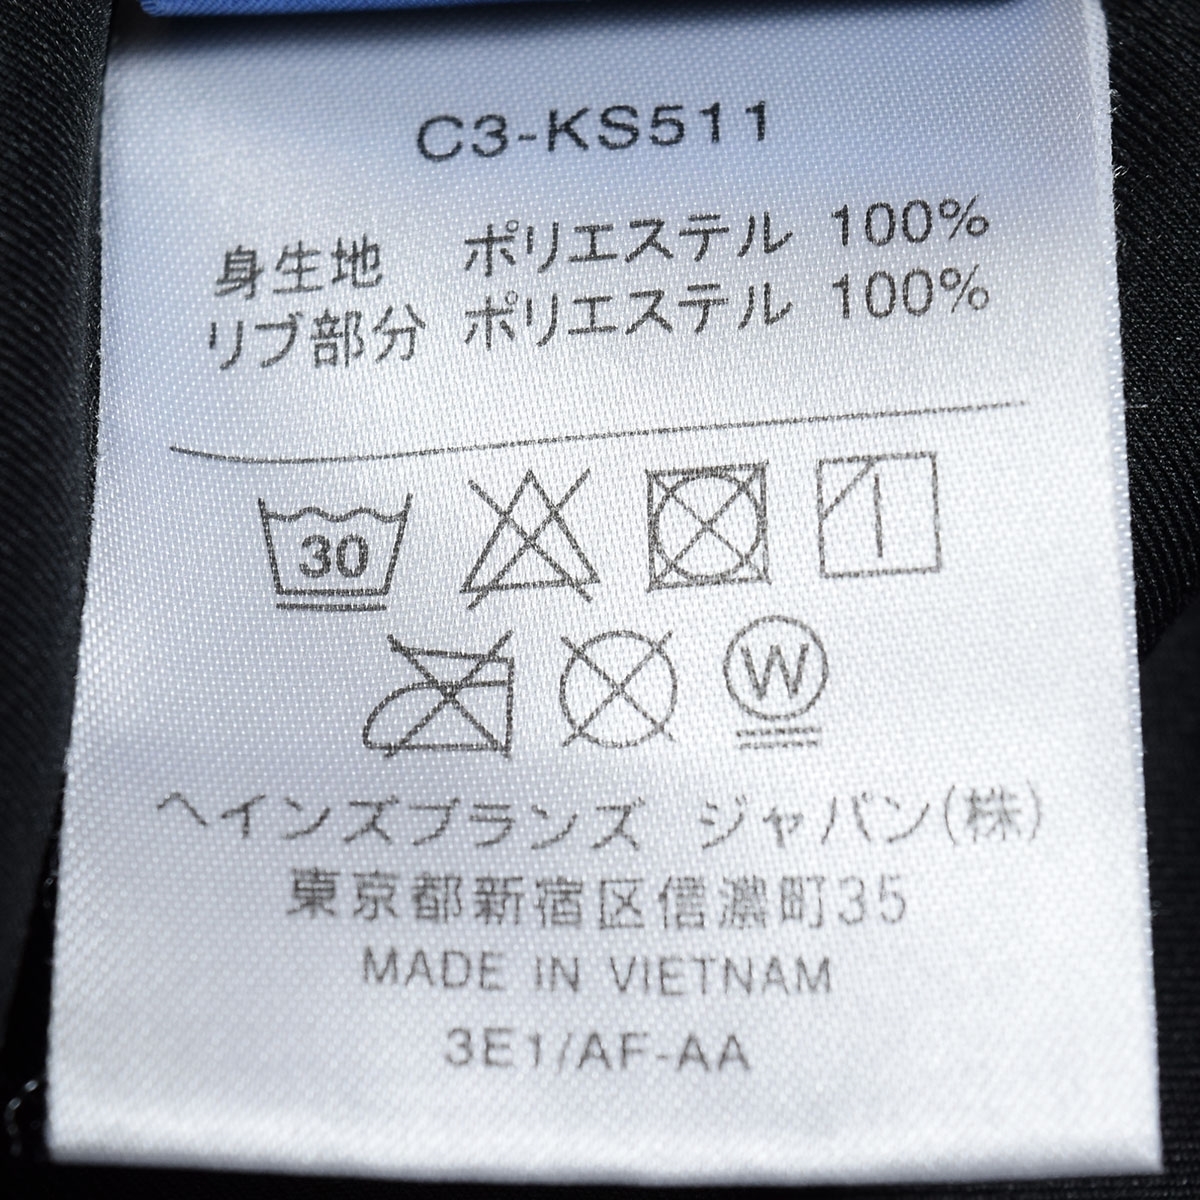 C3-KS511
身生地 ポリエステル 100%
リブ部分 ポリエステル 100%
30
W
ヘインズブランズ ジャパン(株)
東京都新宿区信濃町35
MADE IN VIETNAM
3E1/AF-AA